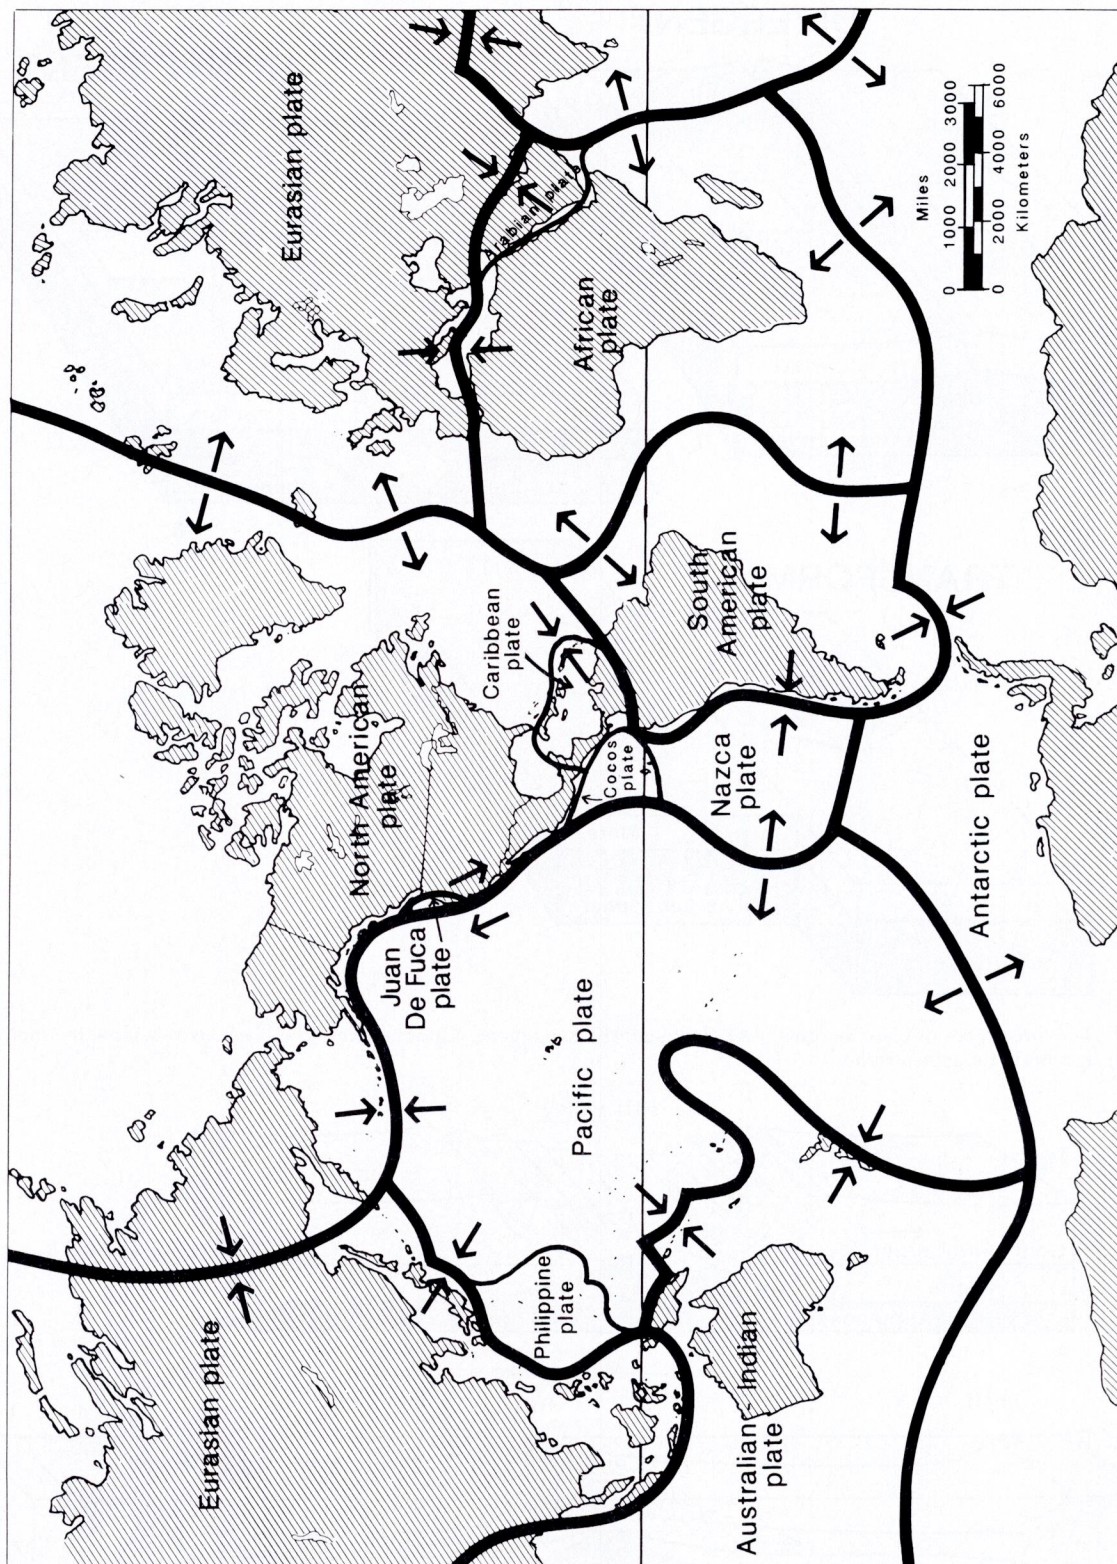 Eurasian plate
Eurasian plate
North American
plate
Juan
De Fuca
plate
Caribbean
plate
Arabian plate
African
plate
Philippine
plate
Pacific plate
Cocos
plate
Nazca
plate
South
American
plate
Australian-Indian
plate
Antarctic plate
Miles
0 1000 2000 3000
0 2000 4000 6000
Kilometers